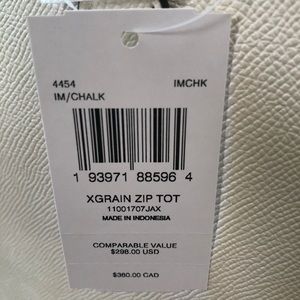 4454 IMCHK
IM/CHALK
1 93971 88596 4
XGRAIN ZIP TOT
11001707JAX
MADE IN INDONESIA
COMPARABLE VALUE
$298.00 USD
$360.00 CAD